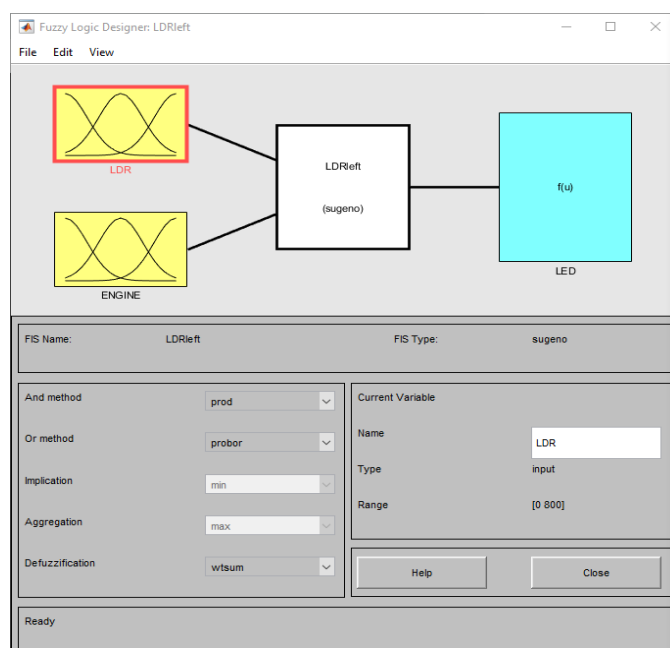 Fuzzy Logic Designer: LDRleft
File Edit View
LDR
ENGINE
LDRleft
(sugeno)
f(u)
LED
FIS Name: LDRleft FIS Type: sugeno
And method prod
Or method probor
Implication min
Aggregation max
Defuzzification wtsum
Current Variable
Name LDR
Type input
Range [0 800]
Help Close
Ready